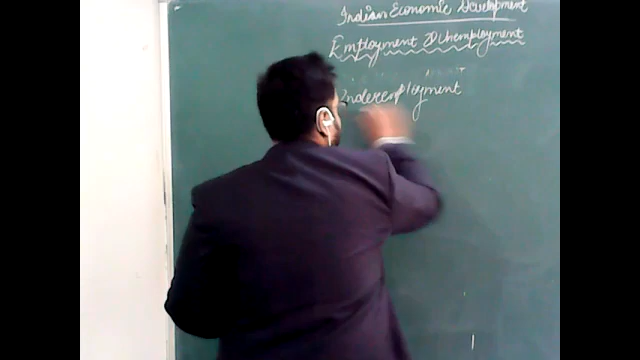 Indian Economic Development
Employment & Unemployment
Underemployment